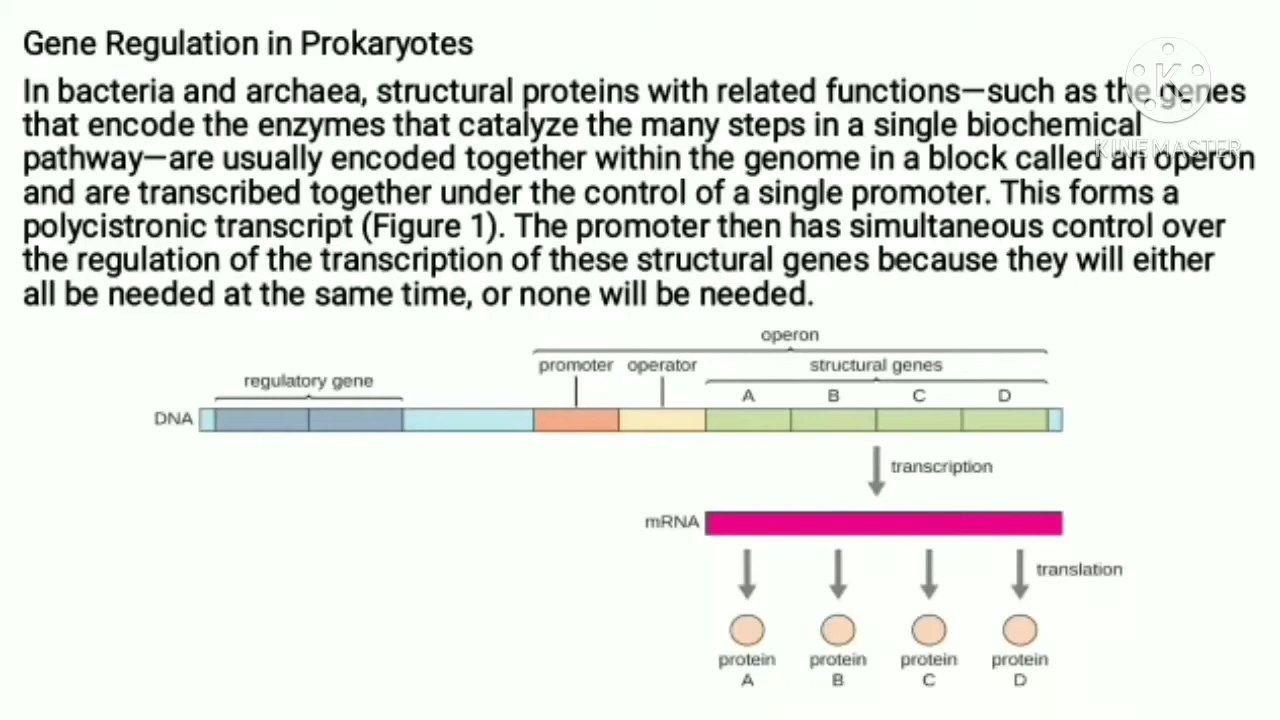 Gene Regulation in Prokaryotes
In bacteria and archaea, structural proteins with related functions—such as the genes
that encode the enzymes that catalyze the many steps in a single biochemical
pathway—are usually encoded together within the genome in a block called an operon
and are transcribed together under the control of a single promoter. This forms a
polycistronic transcript (Figure 1). The promoter then has simultaneous control over
the regulation of the transcription of these structural genes because they will either
all be needed at the same time, or none will be needed.
K
KINEMASTER
operon
promoter operator structural genes
regulatory gene
A B C D
DNA
transcription
mRNA
translation
protein protein protein protein
A B C D